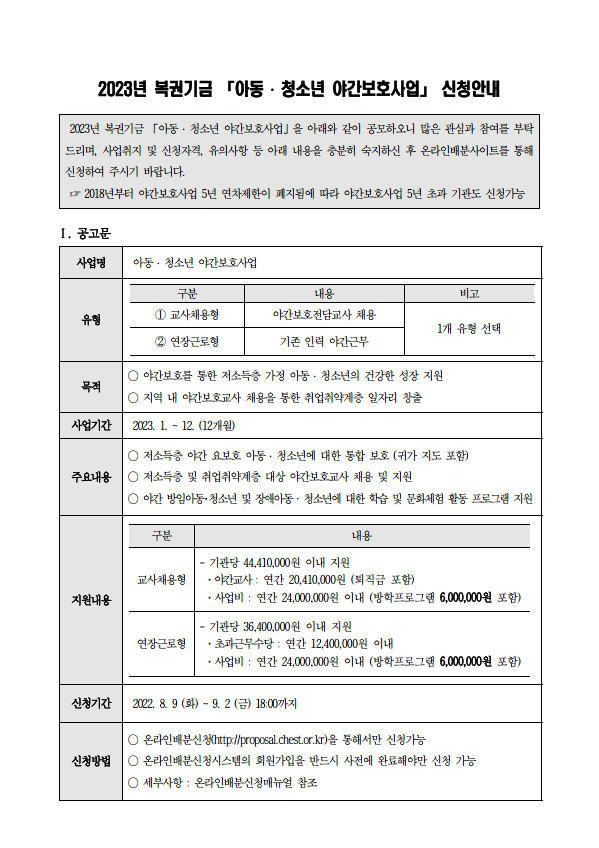 2023년 복권기금 「아동·청소년 야간보호사업」 신청안내
2023년 복권기금 「아동·청소년 야간보호사업」을 아래와 같이 공모하오니 많은 관심과 참여를 부탁
드리며, 사업취지 및 신청자격, 유의사항 등 아래 내용을 충분히 숙지하신 후 온라인배분사이트를 통해
신청하여 주시기 바랍니다.
☞ 2018년부터 야간보호사업 5년 연차제한이 폐지됨에 따라 야간보호사업 5년 초과 기관도 신청가능
Ⅰ. 공고문
사업명 아동·청소년 야간보호사업
유형
구분 내용 비고
① 교사채용형 야간보호전담교사 채용
1개 유형 선택
② 연장근로형 기존 인력 야간근무
목적
○ 야간보호를 통한 저소득층 가정 아동·청소년의 건강한 성장 지원
○ 지역 내 야간보호교사 채용을 통한 취업취약계층 일자리 창출
사업기간 2023. 1. ~ 12. (12개월)
주요내용
○ 저소득층 야간 요보호 아동·청소년에 대한 통합 보호 (귀가 지도 포함)
○ 저소득층 및 취업취약계층 대상 야간보호교사 채용 및 지원
○ 야간 방임아동·청소년 및 장애아동·청소년에 대한 학습 및 문화체험 활동 프로그램 지원
지원내용
구분 내용
교사채용형
- 기관당 44,410,000원 이내 지원
·야간교사 : 연간 20,410,000원 (퇴직금 포함)
·사업비 : 연간 24,000,000원 이내 (방학프로그램 6,000,000원 포함)
연장근로형
- 기관당 36,400,000원 이내 지원
·초과근무수당 : 연간 12,400,000원 이내
·사업비 : 연간 24,000,000원 이내 (방학프로그램 6,000,000원 포함)
신청기간 2022. 8. 9 (화) ~ 9. 2 (금) 18:00까지
신청방법
○ 온라인배분신청(http://proposal.chest.or.kr)을 통해서만 신청가능
○ 온라인배분신청시스템의 회원가입을 반드시 사전에 완료해야만 신청 가능
○ 세부사항 : 온라인배분신청매뉴얼 참조